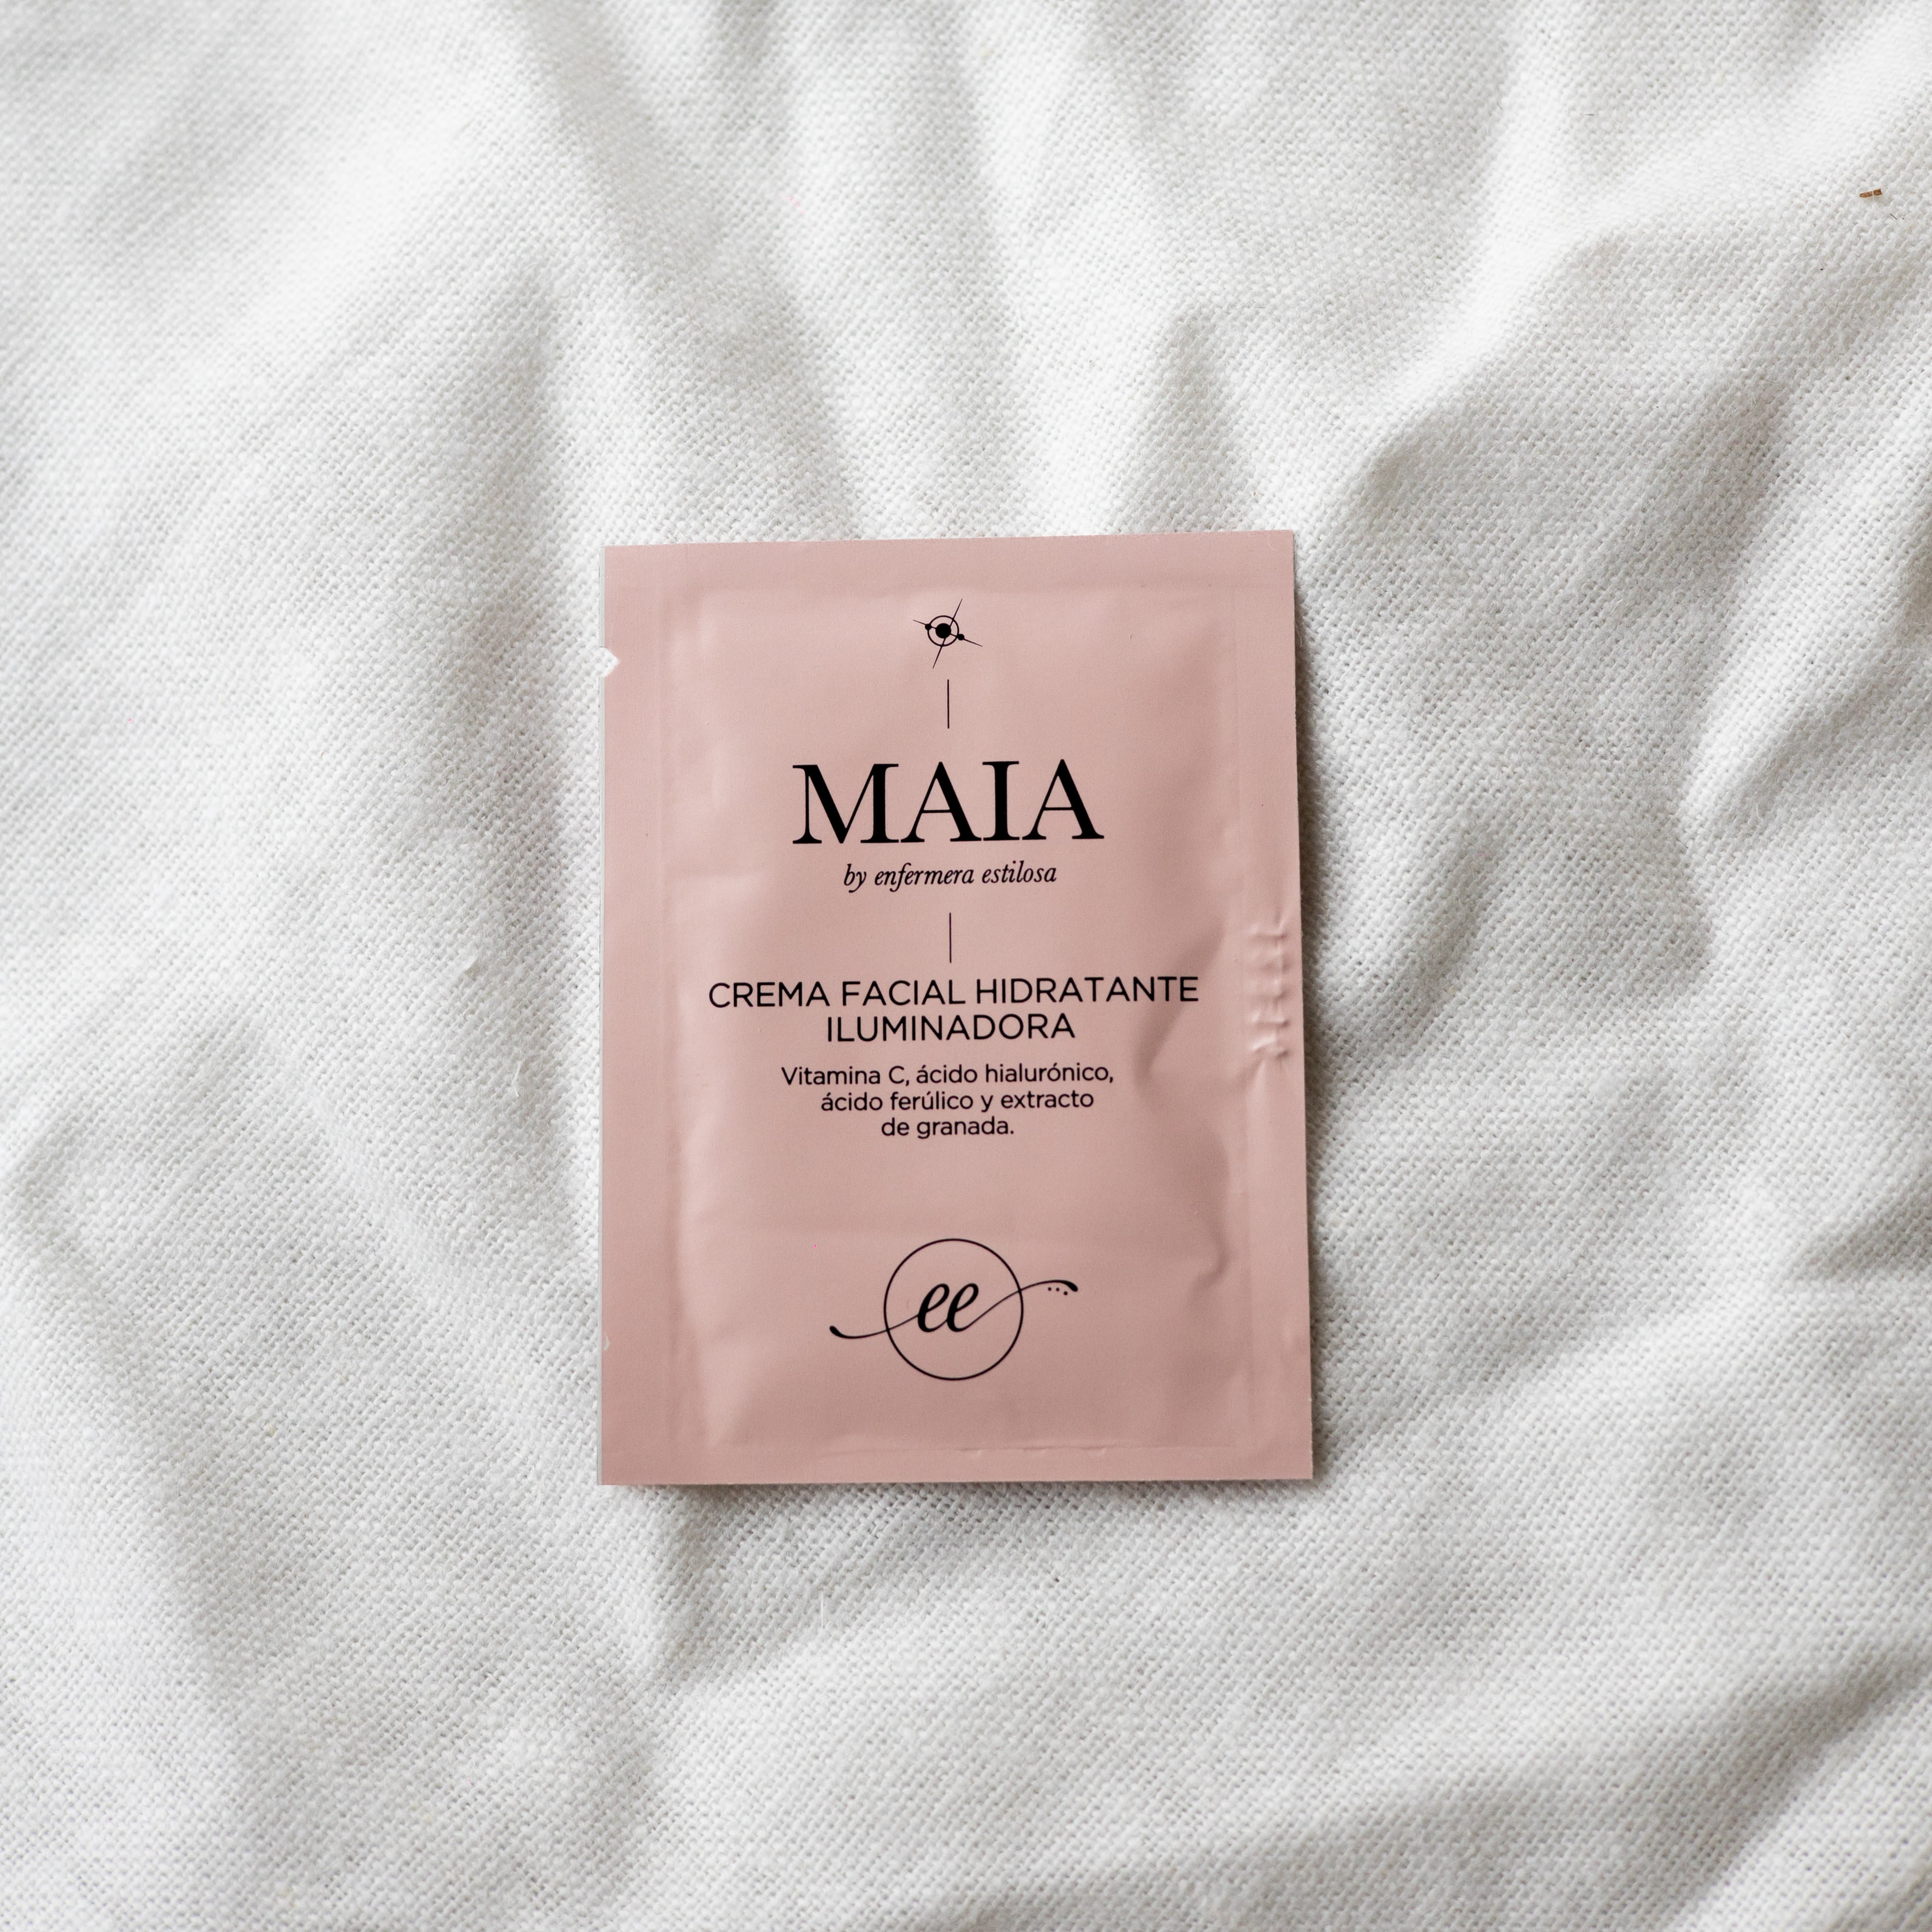 MAIA
by enfermera estilosa
CREMA FACIAL HIDRATANTE
ILUMINADORA
Vitamina C, ácido hialurónico,
ácido ferúlico y extracto
de granada.
ee